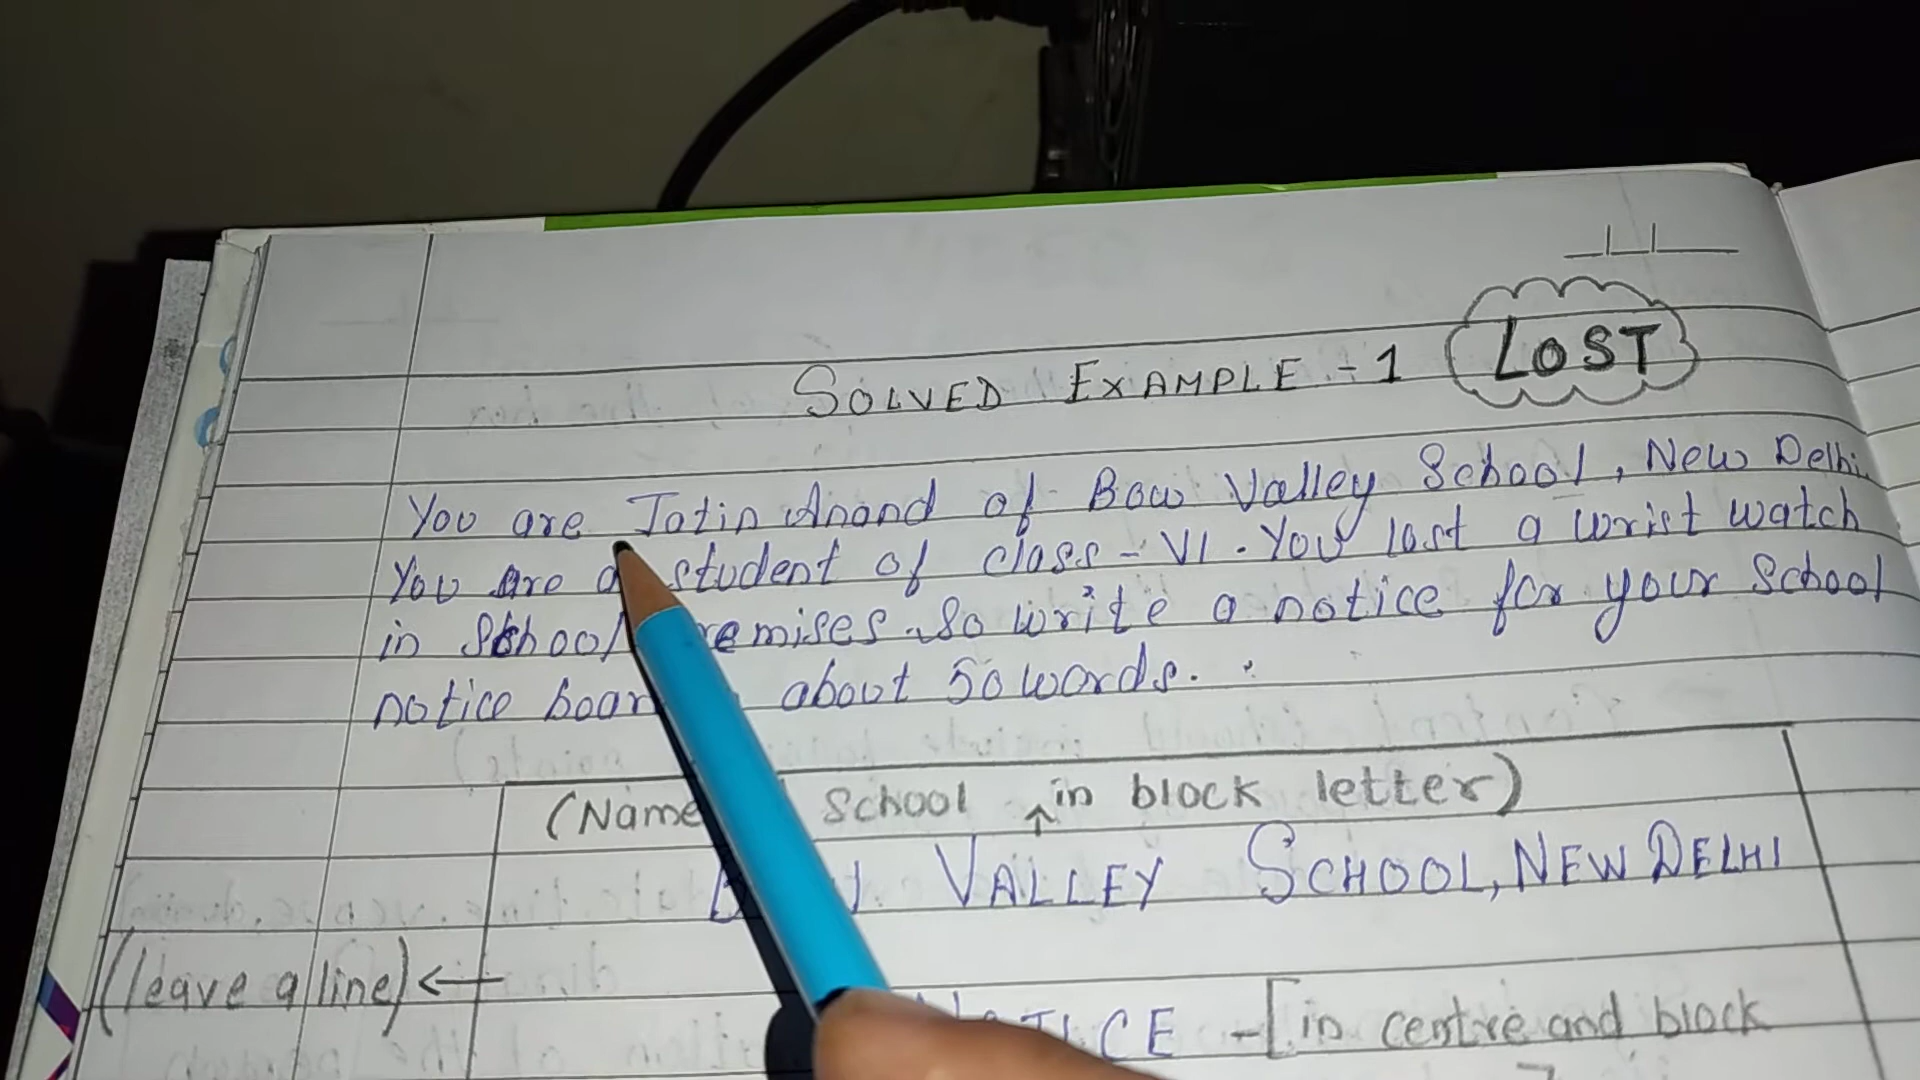 SOLVED EXAMPLE - 1 LOST
You are Jatin Anand of Bow Valley School, New Delhi.
You are a student of class - VI. You lost a wrist watch
in School premises. So write a notice for your School
notice board about 50 words.
(Name School in block letter)
VALLEY SCHOOL, NEW DELHI
(leave a line) ←
NOTICE - [in centre and block